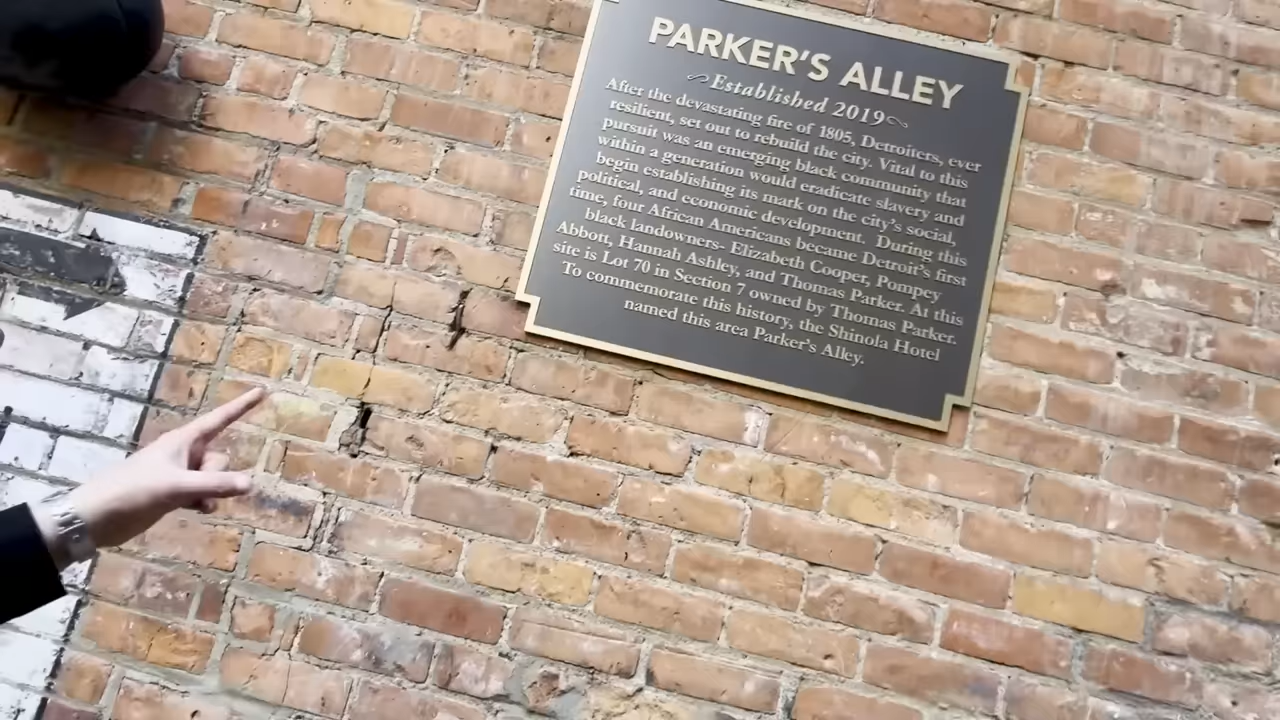 PARKER'S ALLEY
Established 2019
After the devastating fire of 1805, Detroiters, ever
resilient, set out to rebuild the city. Vital to this
pursuit was an emerging black community that
within a generation would eradicate slavery and
begin establishing its mark on the city's social,
political, and economic development. During this
time, four African Americans became Detroit's first
black landowners- Elizabeth Cooper, Pompey
Abbott, Hannah Ashley, and Thomas Parker. At this
site is Lot 70 in Section 7 owned by Thomas Parker.
To commemorate this history, the Shinola Hotel
named this area Parker's Alley.